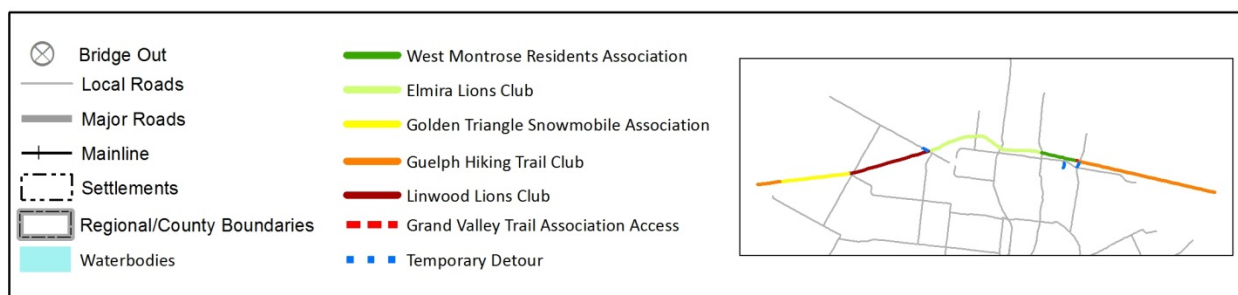 Bridge Out
Local Roads
Major Roads
Mainline
Settlements
Regional/County Boundaries
Waterbodies
West Montrose Residents Association
Elmira Lions Club
Golden Triangle Snowmobile Association
Guelph Hiking Trail Club
Linwood Lions Club
Grand Valley Trail Association Access
Temporary Detour